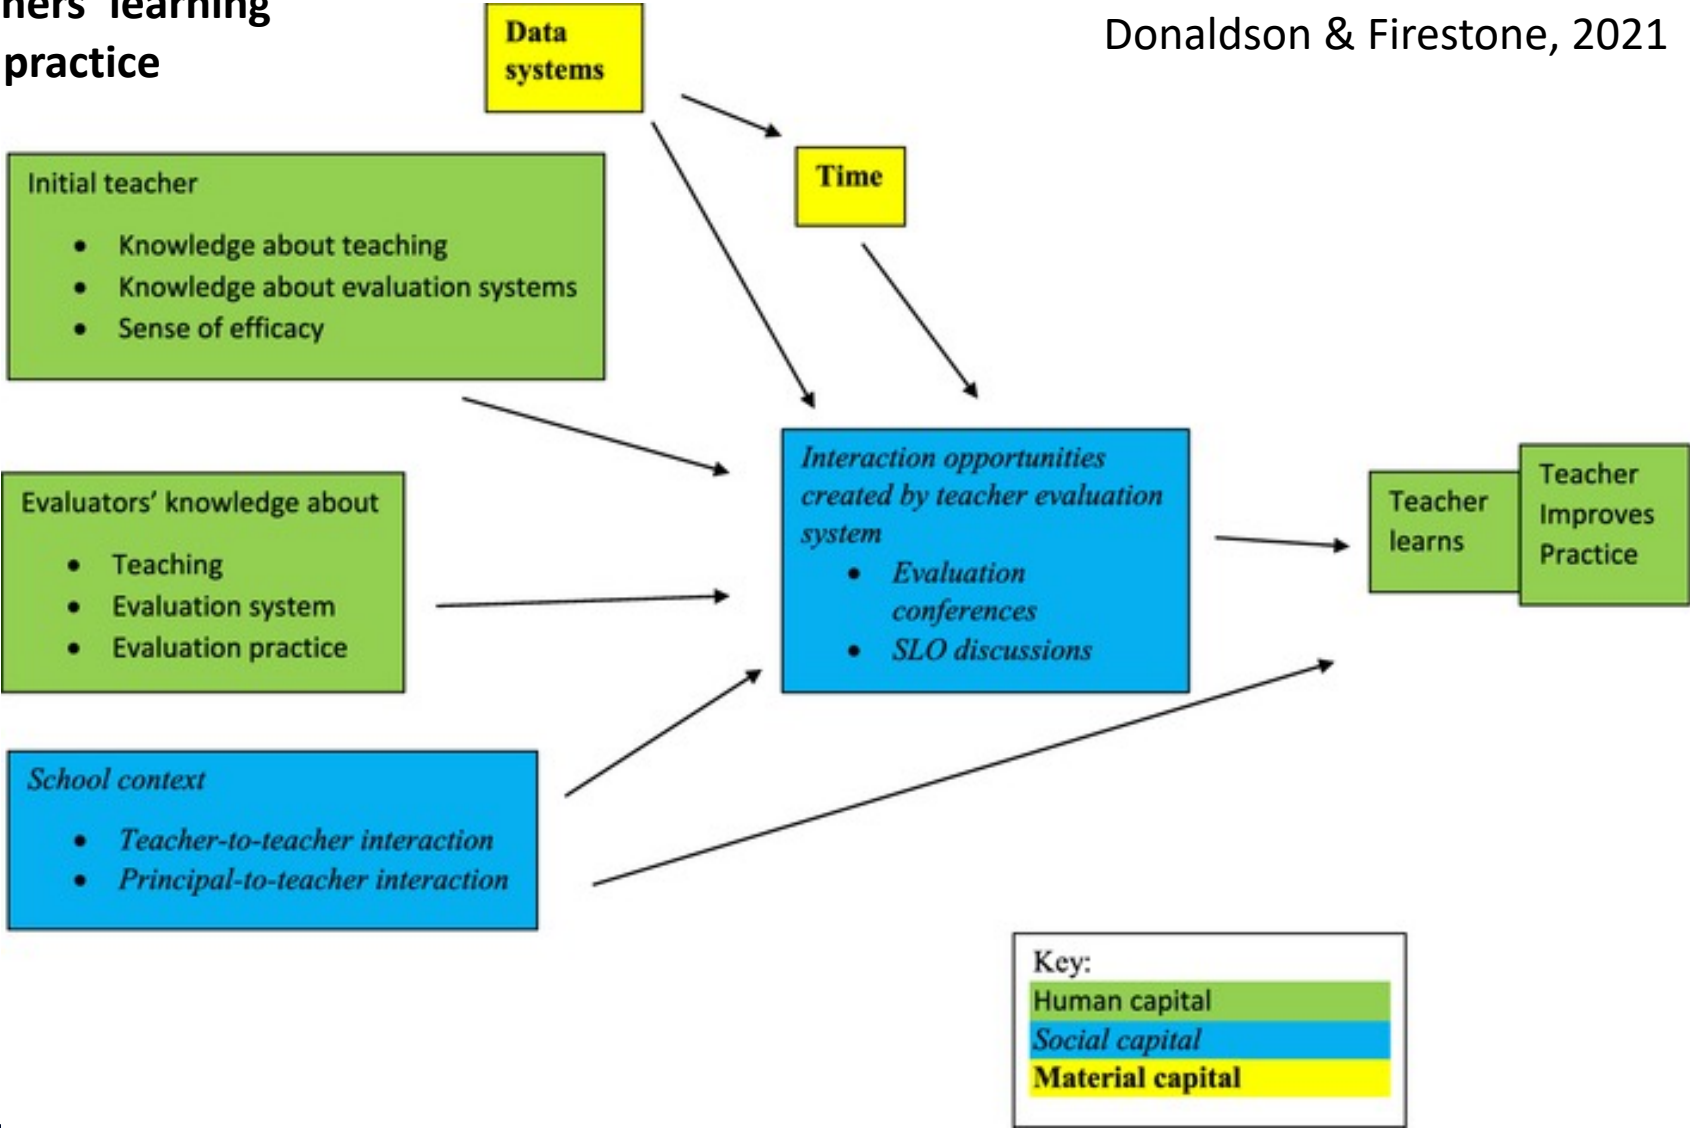 learning
practice
Donaldson & Firestone, 2021
Data
systems
Time
Initial teacher
• Knowledge about teaching
• Knowledge about evaluation systems
• Sense of efficacy
Evaluators’ knowledge about
• Teaching
• Evaluation system
• Evaluation practice
School context
• Teacher-to-teacher interaction
• Principal-to-teacher interaction
Interaction opportunities
created by teacher evaluation
system
• Evaluation
conferences
• SLO discussions
Teacher
learns
Teacher
Improves
Practice
Key:
Human capital
Social capital
Material capital